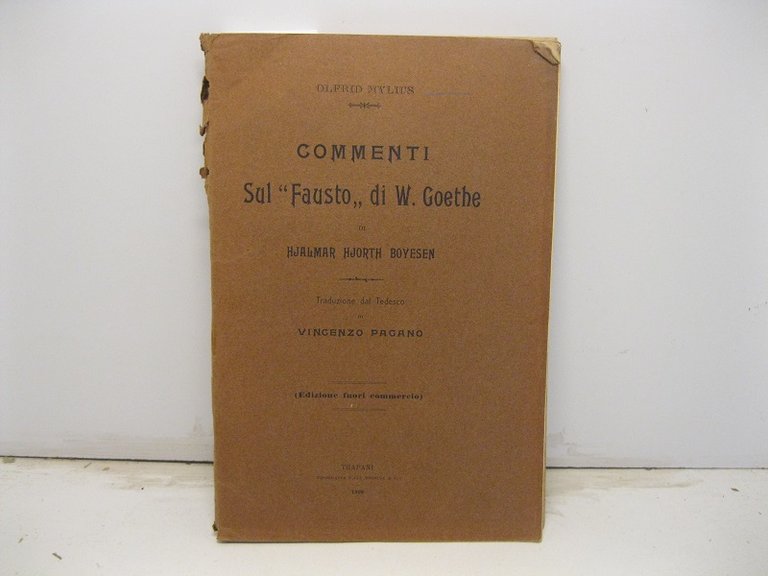 OLFRID MYLIUS
COMMENTI
Sul “Fausto„ di W. Goethe
DI
HJALMAR HJORTH BOYESEN
Traduzione dal Tedesco
DI
VINCENZO PAGANO
(Edizione fuori commercio)
TRAPANI